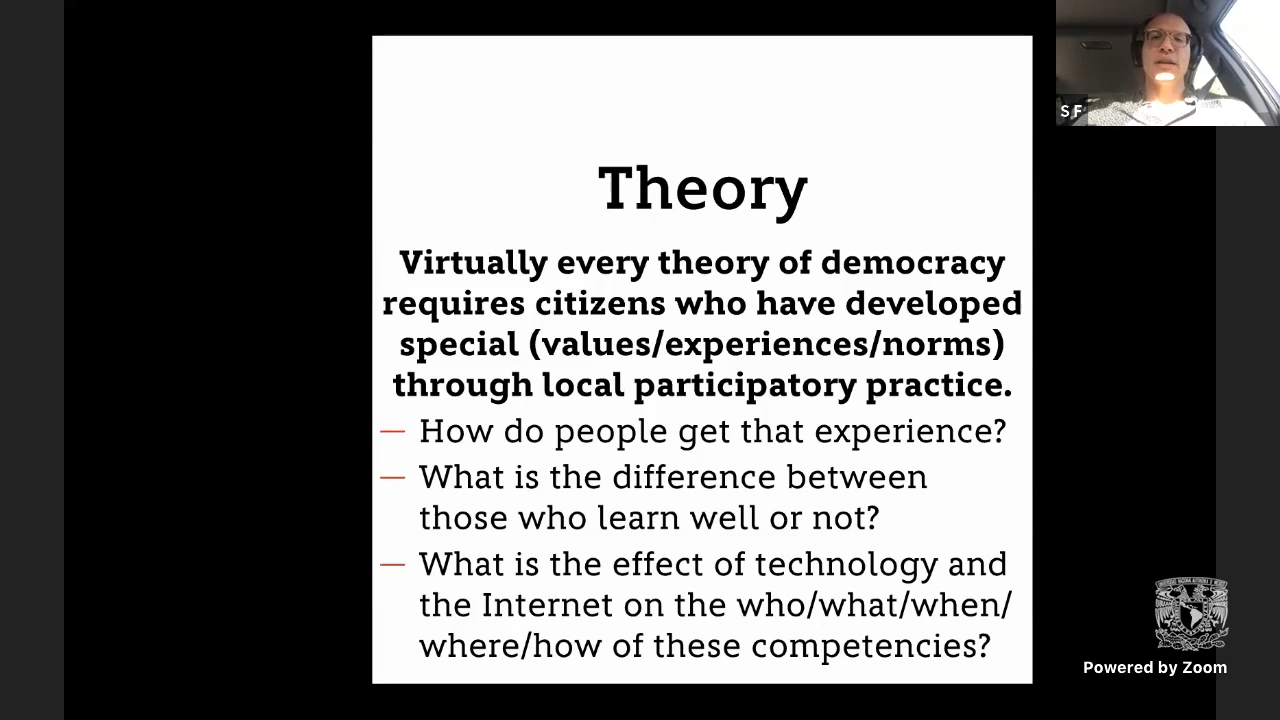 S F
Theory
Virtually every theory of democracy
requires citizens who have developed
special (values/experiences/norms)
through local participatory practice.
— How do people get that experience?
— What is the difference between
those who learn well or not?
— What is the effect of technology and
the Internet on the who/what/when/
where/how of these competencies?
Powered by Zoom